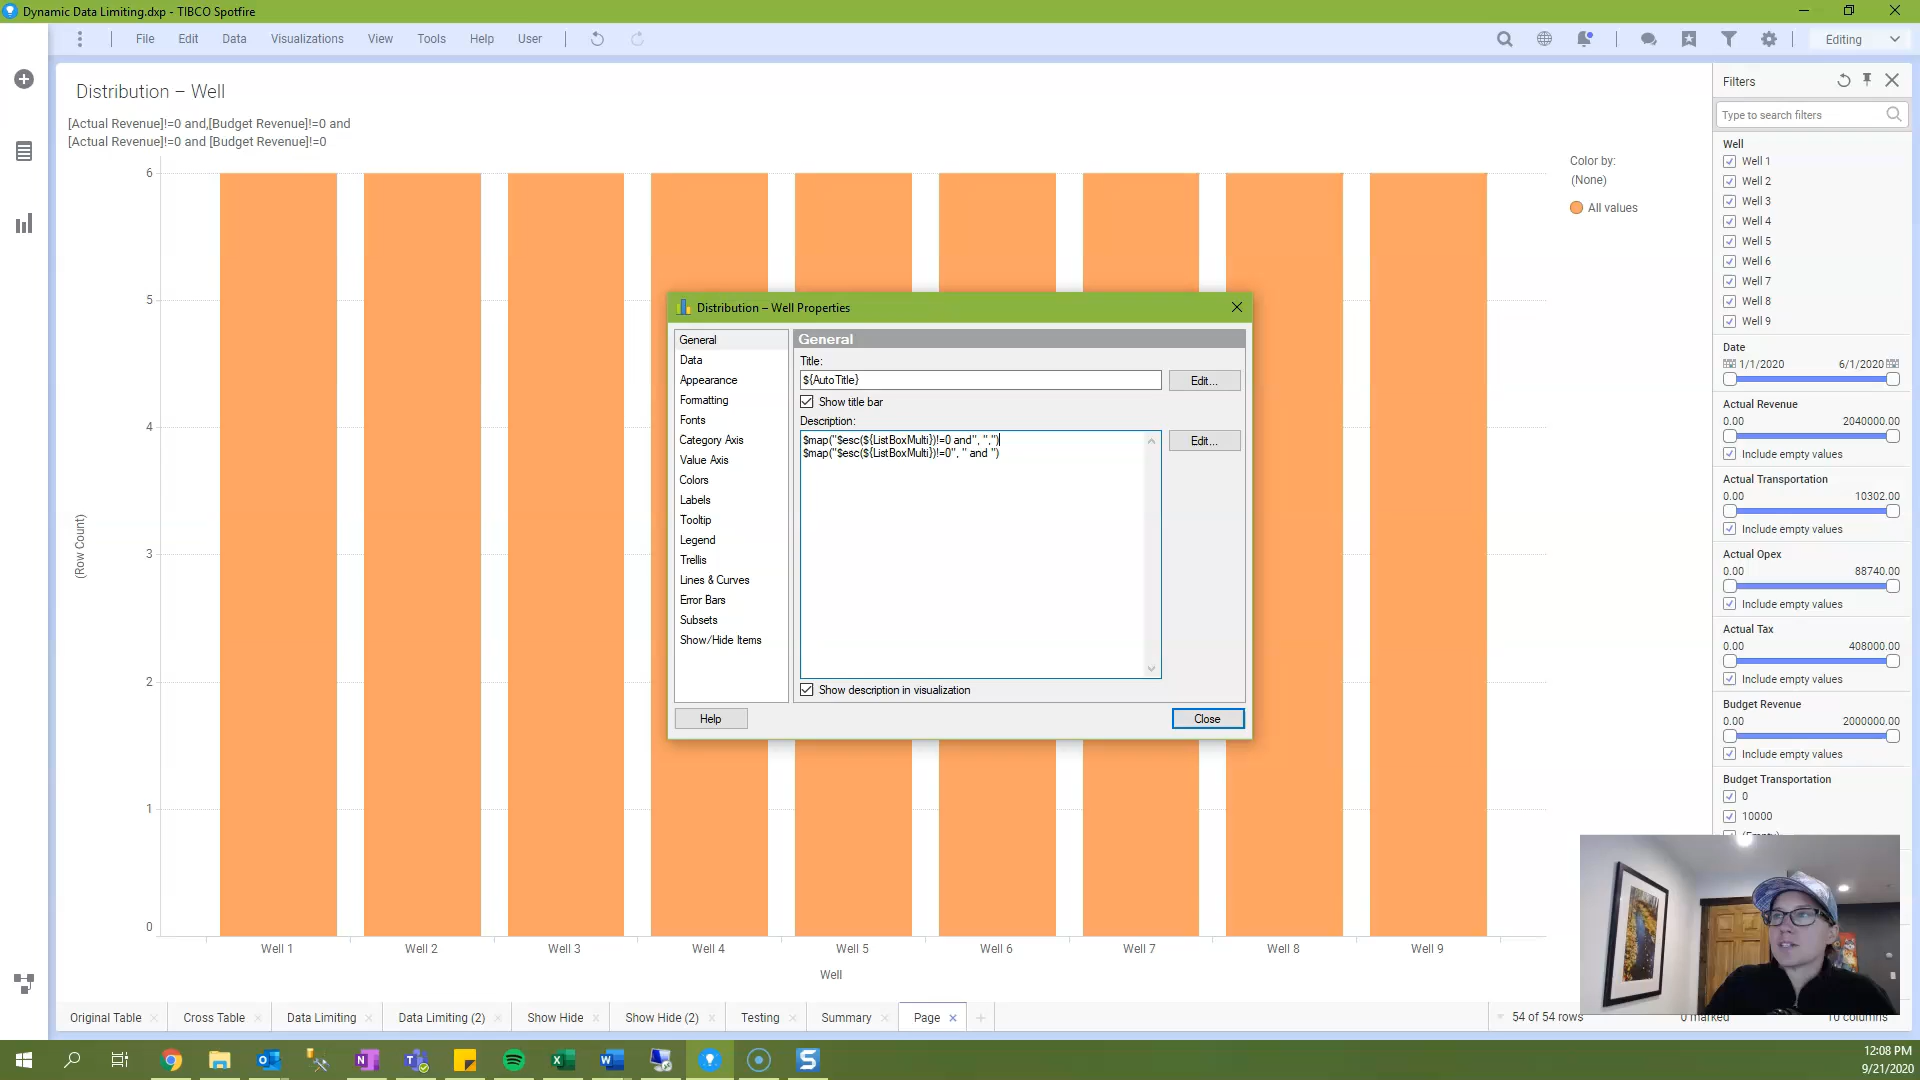 Dynamic Data Limiting.dxp - TIBCO Spotfire
File Edit Data Visualizations View Tools Help User
Editing
Distribution – Well
[Actual Revenue]!=0 and,[Budget Revenue]!=0 and
[Actual Revenue]!=0 and [Budget Revenue]!=0
6
5
4
3
2
1
0
(Row Count)
Well 1 Well 2 Well 3 Well 4 Well 5 Well 6 Well 7 Well 8 Well 9
Well
Color by:
(None)
All values
Distribution – Well Properties
General
Data
Appearance
Formatting
Fonts
Category Axis
Value Axis
Colors
Labels
Tooltip
Legend
Trellis
Lines & Curves
Error Bars
Subsets
Show/Hide Items
General
Title:
${AutoTitle}
Edit...
Show title bar
Description:
$map("$esc(${ListBoxMulti})!=0 and", ",")
$map("$esc(${ListBoxMulti})!=0", " and ")
Edit...
Show description in visualization
Help
Close
Filters
Type to search filters
Well
Well 1
Well 2
Well 3
Well 4
Well 5
Well 6
Well 7
Well 8
Well 9
Date
1/1/2020 6/1/2020
Actual Revenue
0.00 2040000.00
Include empty values
Actual Transportation
0.00 10302.00
Include empty values
Actual Opex
0.00 88740.00
Include empty values
Actual Tax
0.00 408000.00
Include empty values
Budget Revenue
0.00 2000000.00
Include empty values
Budget Transportation
0
10000
(Empty)
Original Table Cross Table Data Limiting Data Limiting (2) Show Hide Show Hide (2) Testing Summary Page
54 of 54 rows 0 marked 10 columns
12:08 PM
9/21/2020